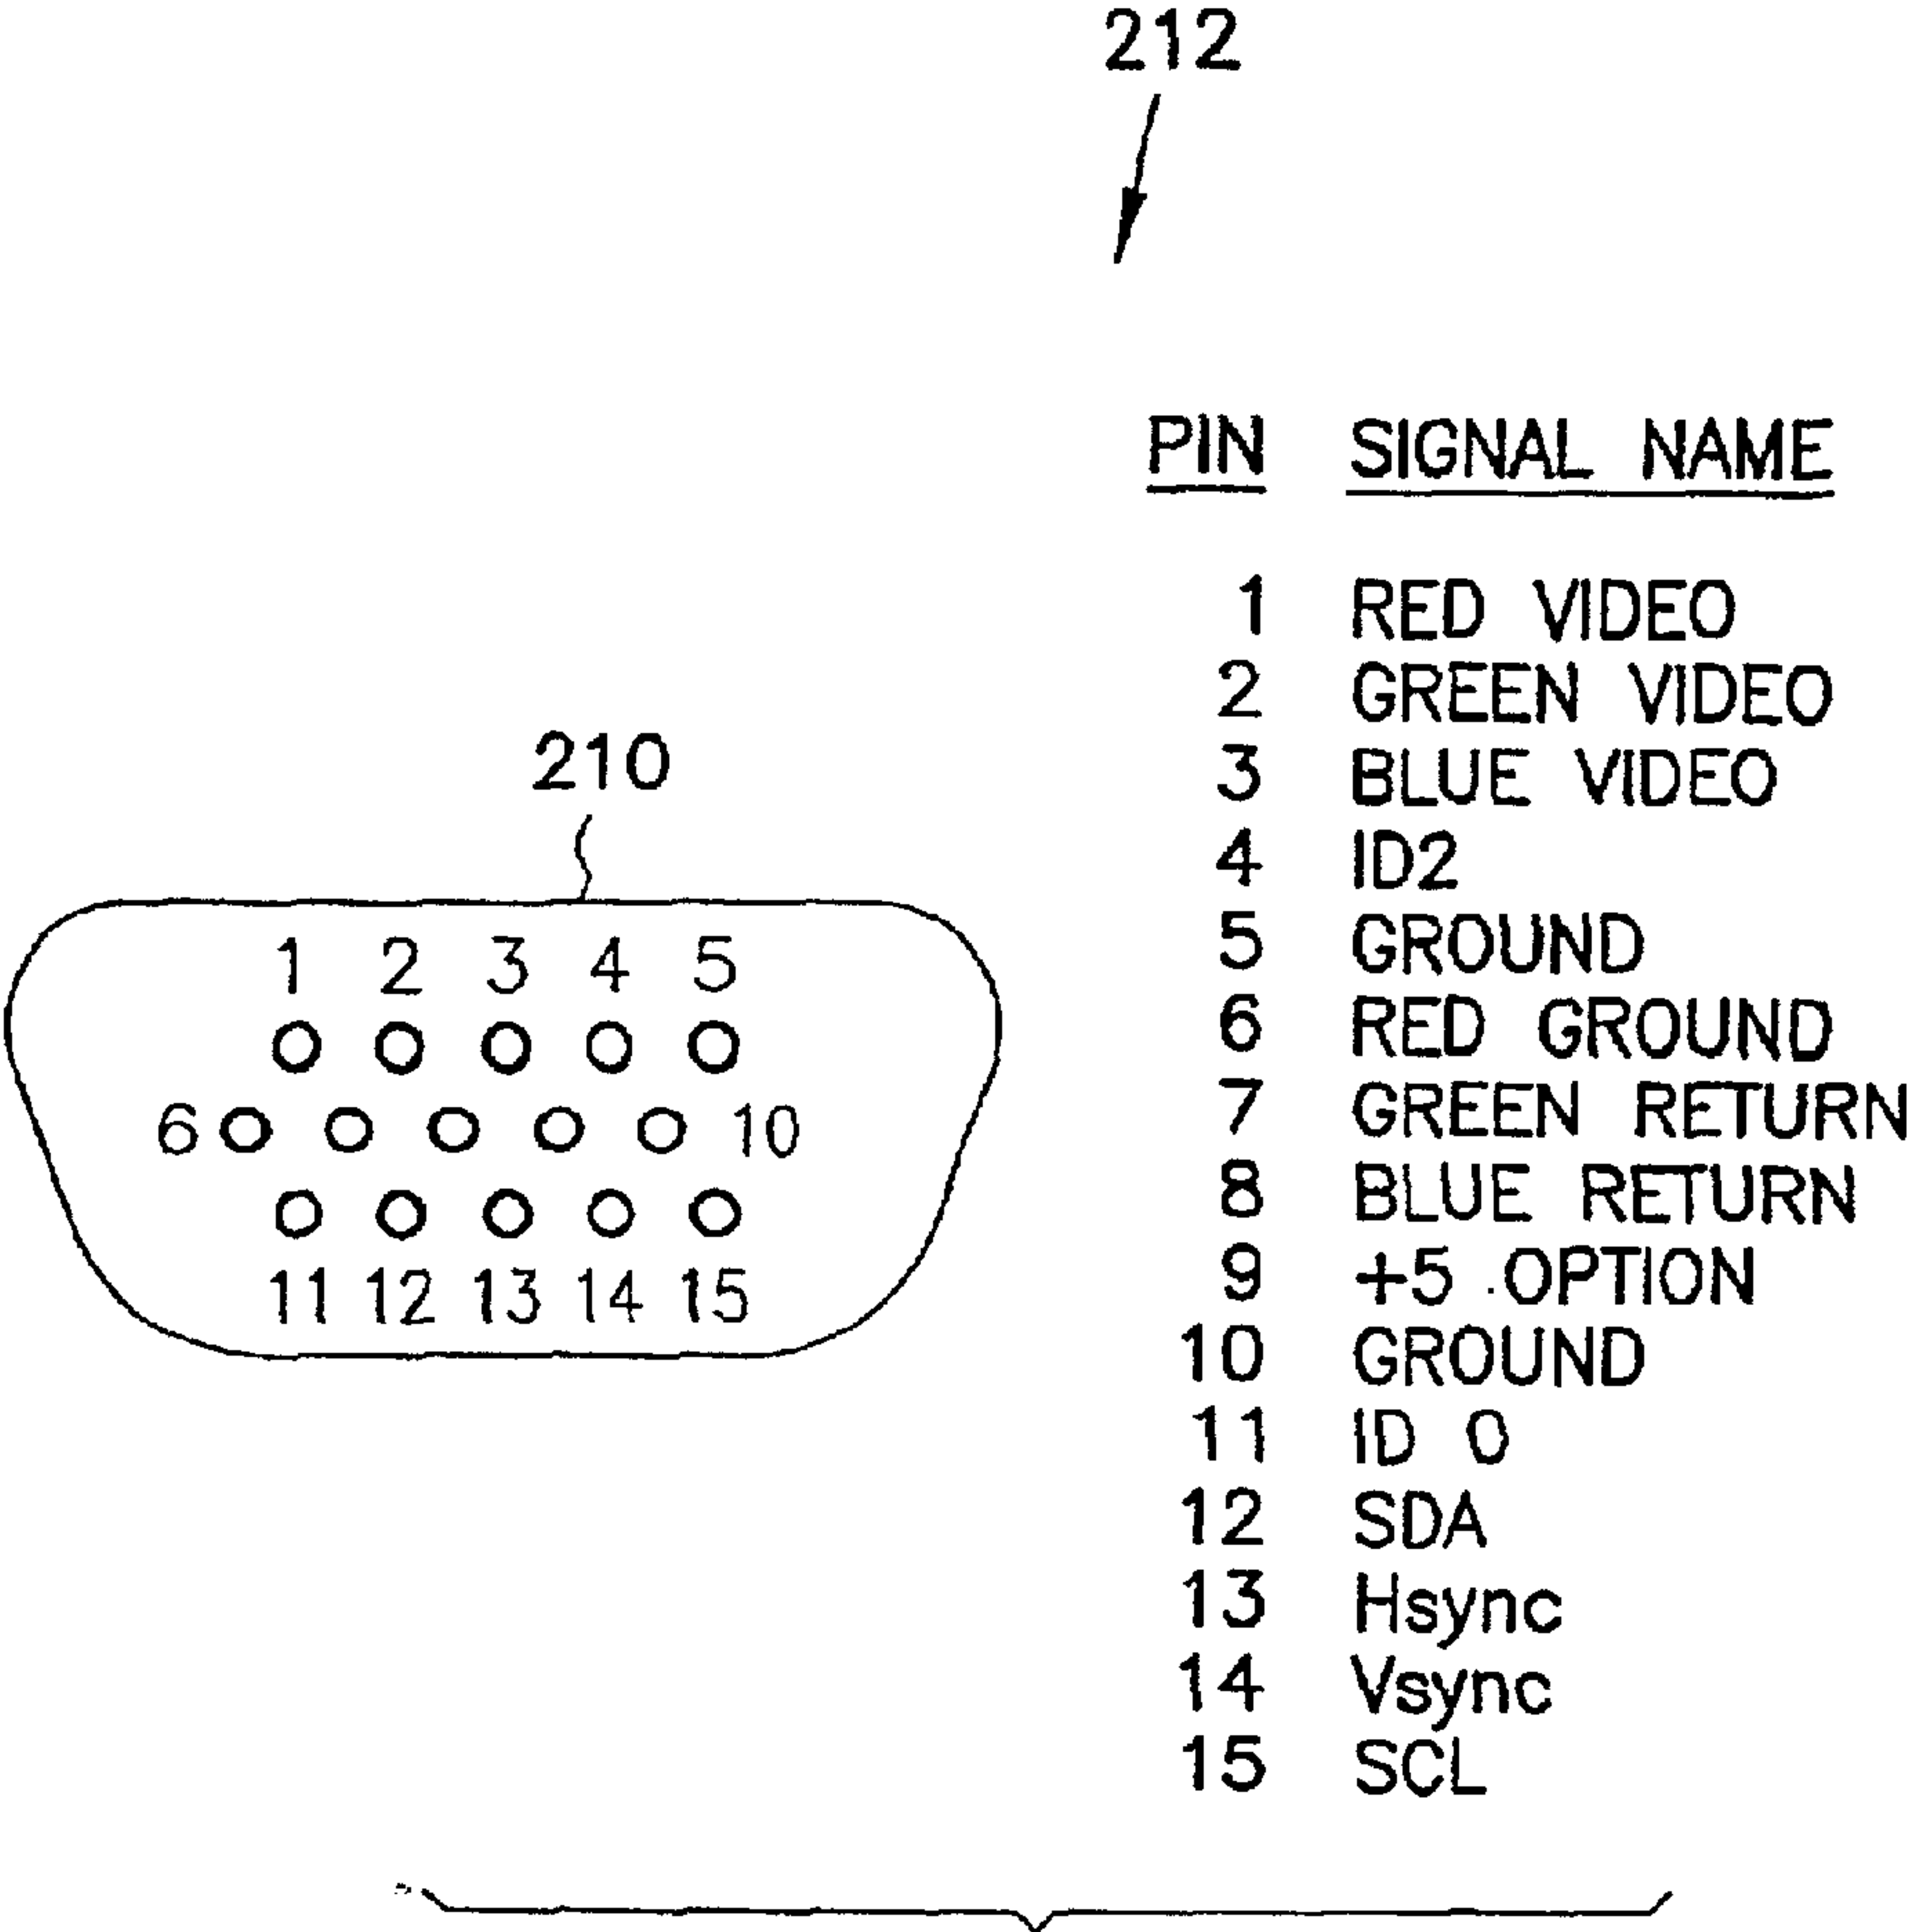 212
PIN SIGNAL NAME
1 RED VIDEO
2 GREEN VIDEO
3 BLUE VIDEO
4 ID2
5 GROUND
6 RED GROUND
7 GREEN RETURN
8 BLUE RETURN
9 +5 .OPTION
10 GROUND
11 ID 0
12 SDA
13 Hsync
14 Vsync
15 SCL
210
1 2 3 4 5
6 10
11 12 13 14 15